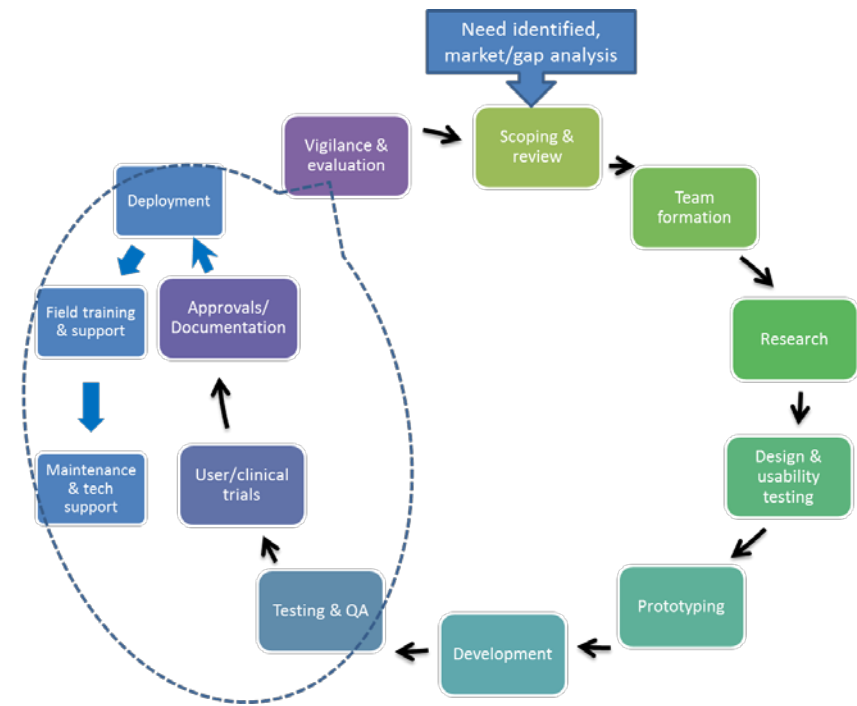 Need identified,
market/gap analysis
Scoping &
review
Team
formation
Research
Design &
usability
testing
Prototyping
Development
Testing & QA
User/clinical
trials
Approvals/
Documentation
Deployment
Field training
& support
Maintenance
& tech
support
Vigilance &
evaluation